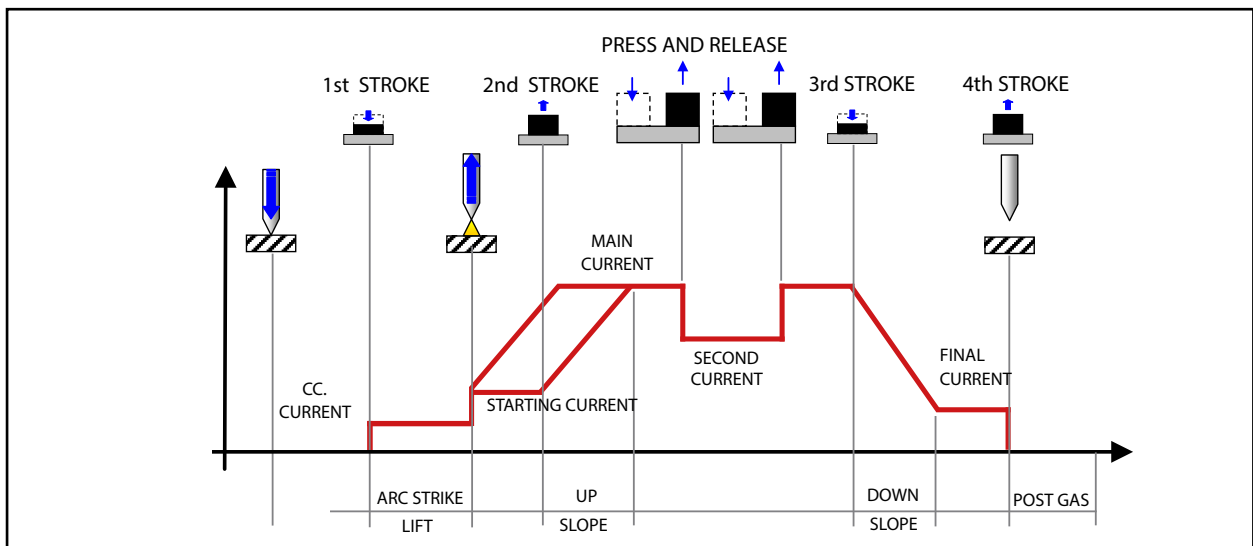 PRESS AND RELEASE
1st STROKE
2nd STROKE
3rd STROKE
4th STROKE
MAIN
CURRENT
SECOND
CURRENT
FINAL
CURRENT
CC.
CURRENT
STARTING CURRENT
ARC STRIKE
LIFT
UP
SLOPE
DOWN
SLOPE
POST GAS